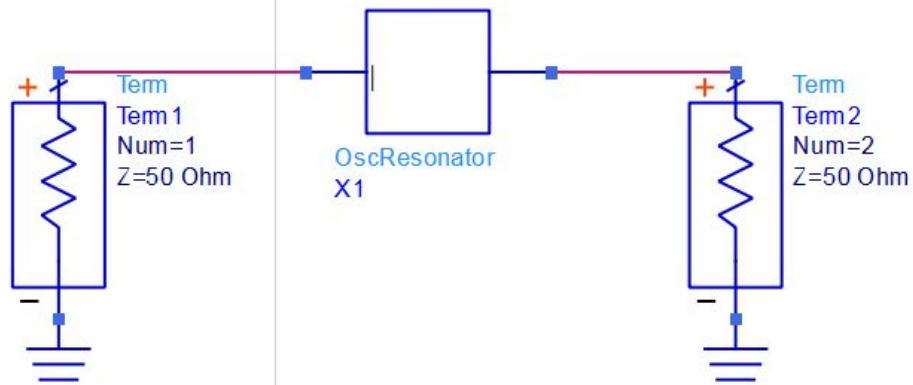 Term
Term1
Num=1
Z=50 Ohm
OscResonator
X1
Term
Term2
Num=2
Z=50 Ohm